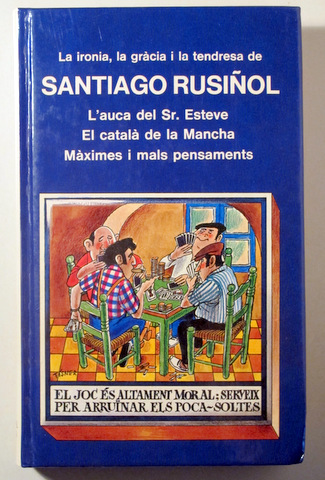 La ironia, la gràcia i la tendresa de
SANTIAGO RUSIÑOL
L'auca del Sr. Esteve
El català de la Mancha
Màximes i mals pensaments
EL JOC ÉS ALTAMENT MORAL: SERVEIX
PER ARRUÏNAR ELS POCA-SOLTES